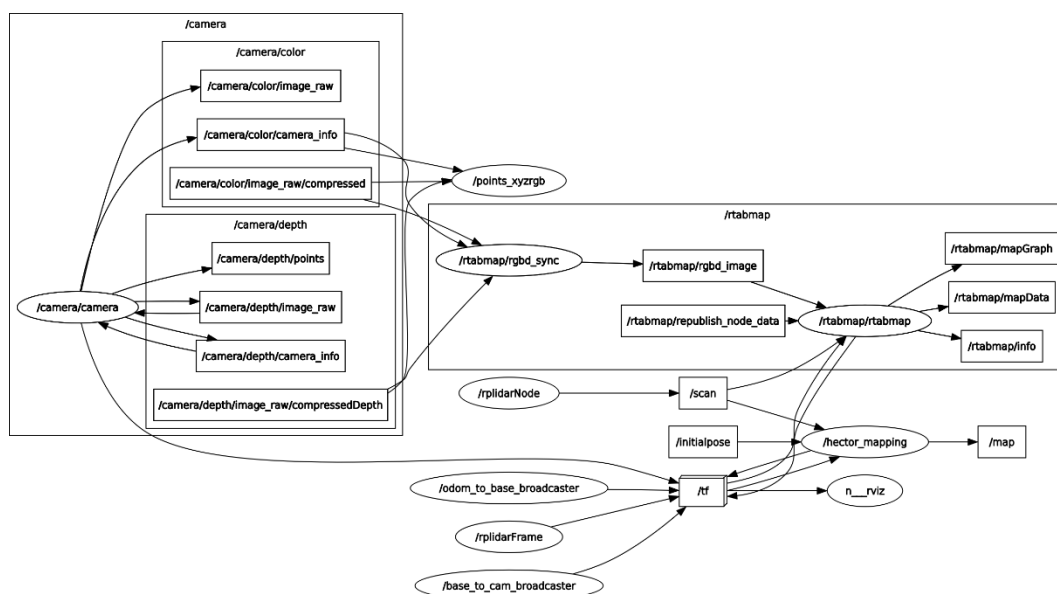 /camera
/camera/color
/camera/color/image_raw
/camera/color/camera_info
/camera/color/image_raw/compressed
/camera/depth
/camera/depth/points
/camera/camera
/camera/depth/image_raw
/camera/depth/camera_info
/camera/depth/image_raw/compressedDepth
/points_xyzrgb
/rtabmap
/rtabmap/rgbd_sync
/rtabmap/rgbd_image
/rtabmap/republish_node_data
/rtabmap/rtabmap
/rtabmap/mapGraph
/rtabmap/mapData
/rtabmap/info
/rplidarNode
/scan
/initialpose
/hector_mapping
/map
/odom_to_base_broadcaster
/tf
n___rviz
/rplidarFrame
/base_to_cam_broadcaster